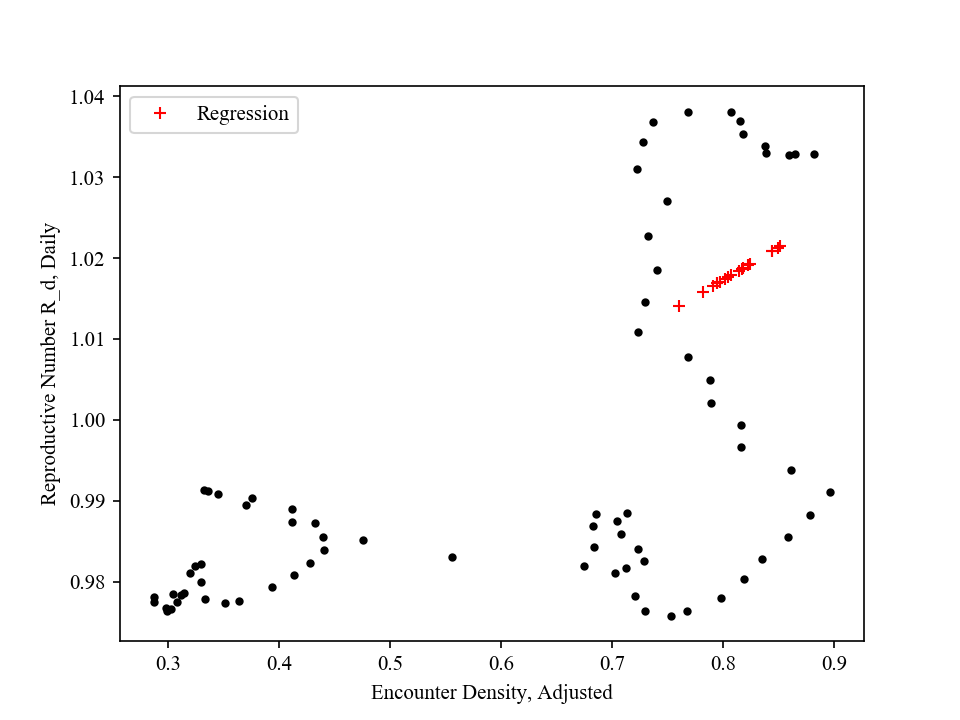 Regression
1.04
1.03
1.02
1.01
1.00
0.99
0.98
Reproductive Number R_d, Daily
0.3 0.4 0.5 0.6 0.7 0.8 0.9
Encounter Density, Adjusted